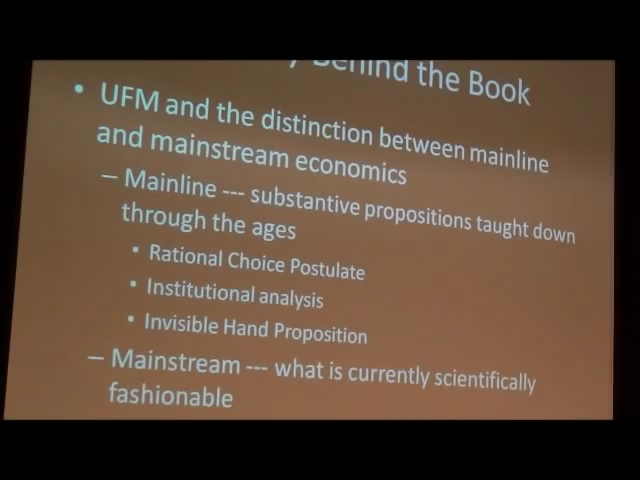 Behind the Book
• UFM and the distinction between mainline
and mainstream economics
– Mainline --- substantive propositions taught down
through the ages
• Rational Choice Postulate
• Institutional analysis
• Invisible Hand Proposition
– Mainstream --- what is currently scientifically
fashionable